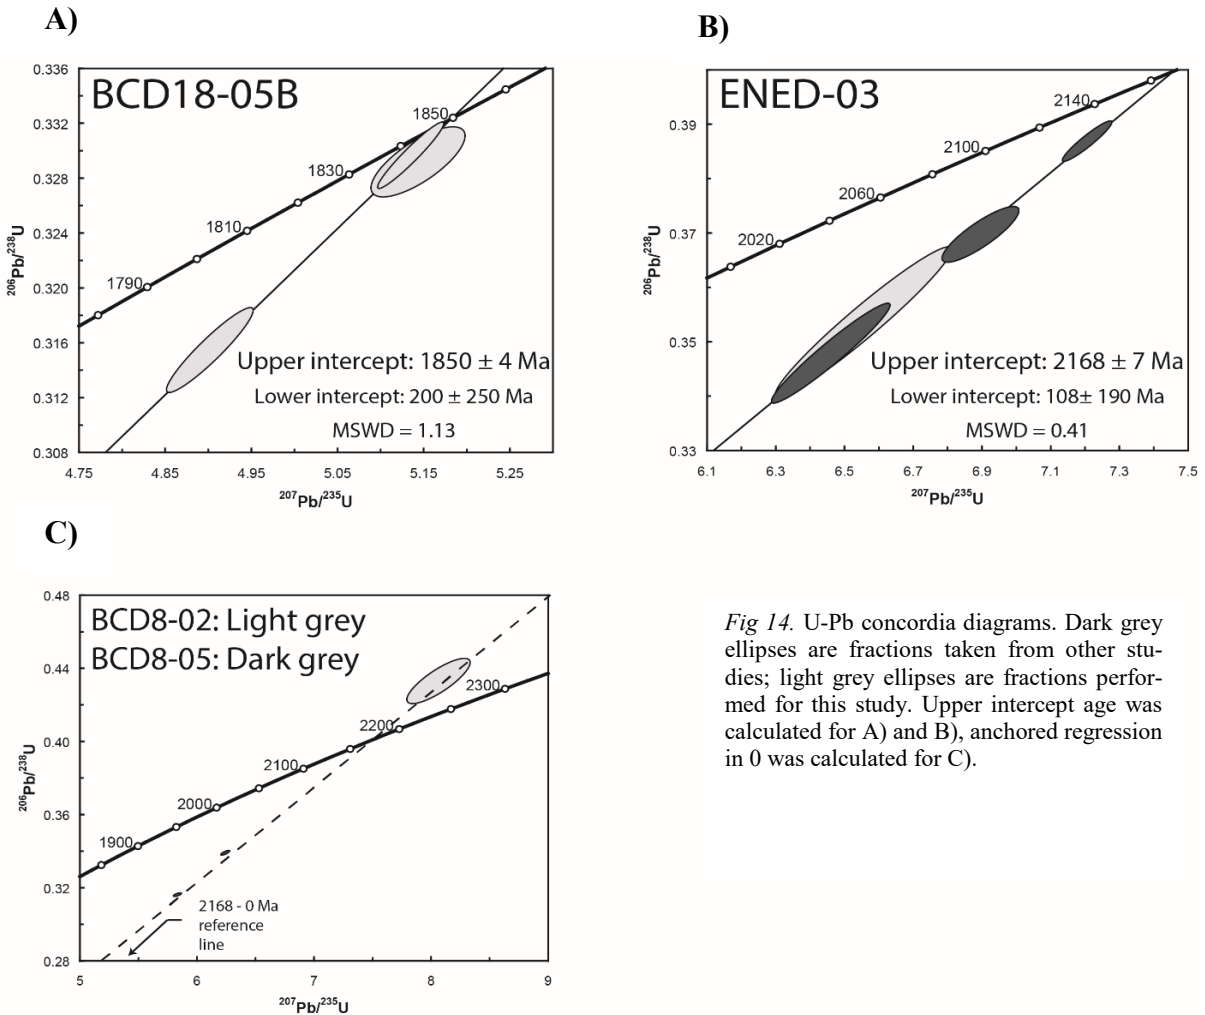 A)
BCD18-05B
0.336
0.332
0.328
0.324
0.320
0.316
0.312
0.308
206Pb/238U
1850
1830
1810
1790
Upper intercept: 1850 ± 4 Ma
Lower intercept: 200 ± 250 Ma
MSWD = 1.13
4.75 4.85 4.95 5.05 5.15 5.25
207Pb/235U
B)
ENED-03
0.39
0.37
0.35
0.33
206Pb/238U
2140
2100
2060
2020
Upper intercept: 2168 ± 7 Ma
Lower intercept: 108± 190 Ma
MSWD = 0.41
6.1 6.3 6.5 6.7 6.9 7.1 7.3 7.5
207Pb/235U
C)
BCD8-02: Light grey
BCD8-05: Dark grey
0.48
0.44
0.40
0.36
0.32
0.28
206Pb/238U
2300
2200
2100
2000
1900
2168 - 0 Ma
reference
line
5 6 7 8 9
207Pb/235U
Fig 14. U-Pb concordia diagrams. Dark grey
ellipses are fractions taken from other stu-
dies; light grey ellipses are fractions perfor-
med for this study. Upper intercept age was
calculated for A) and B), anchored regression
in 0 was calculated for C).